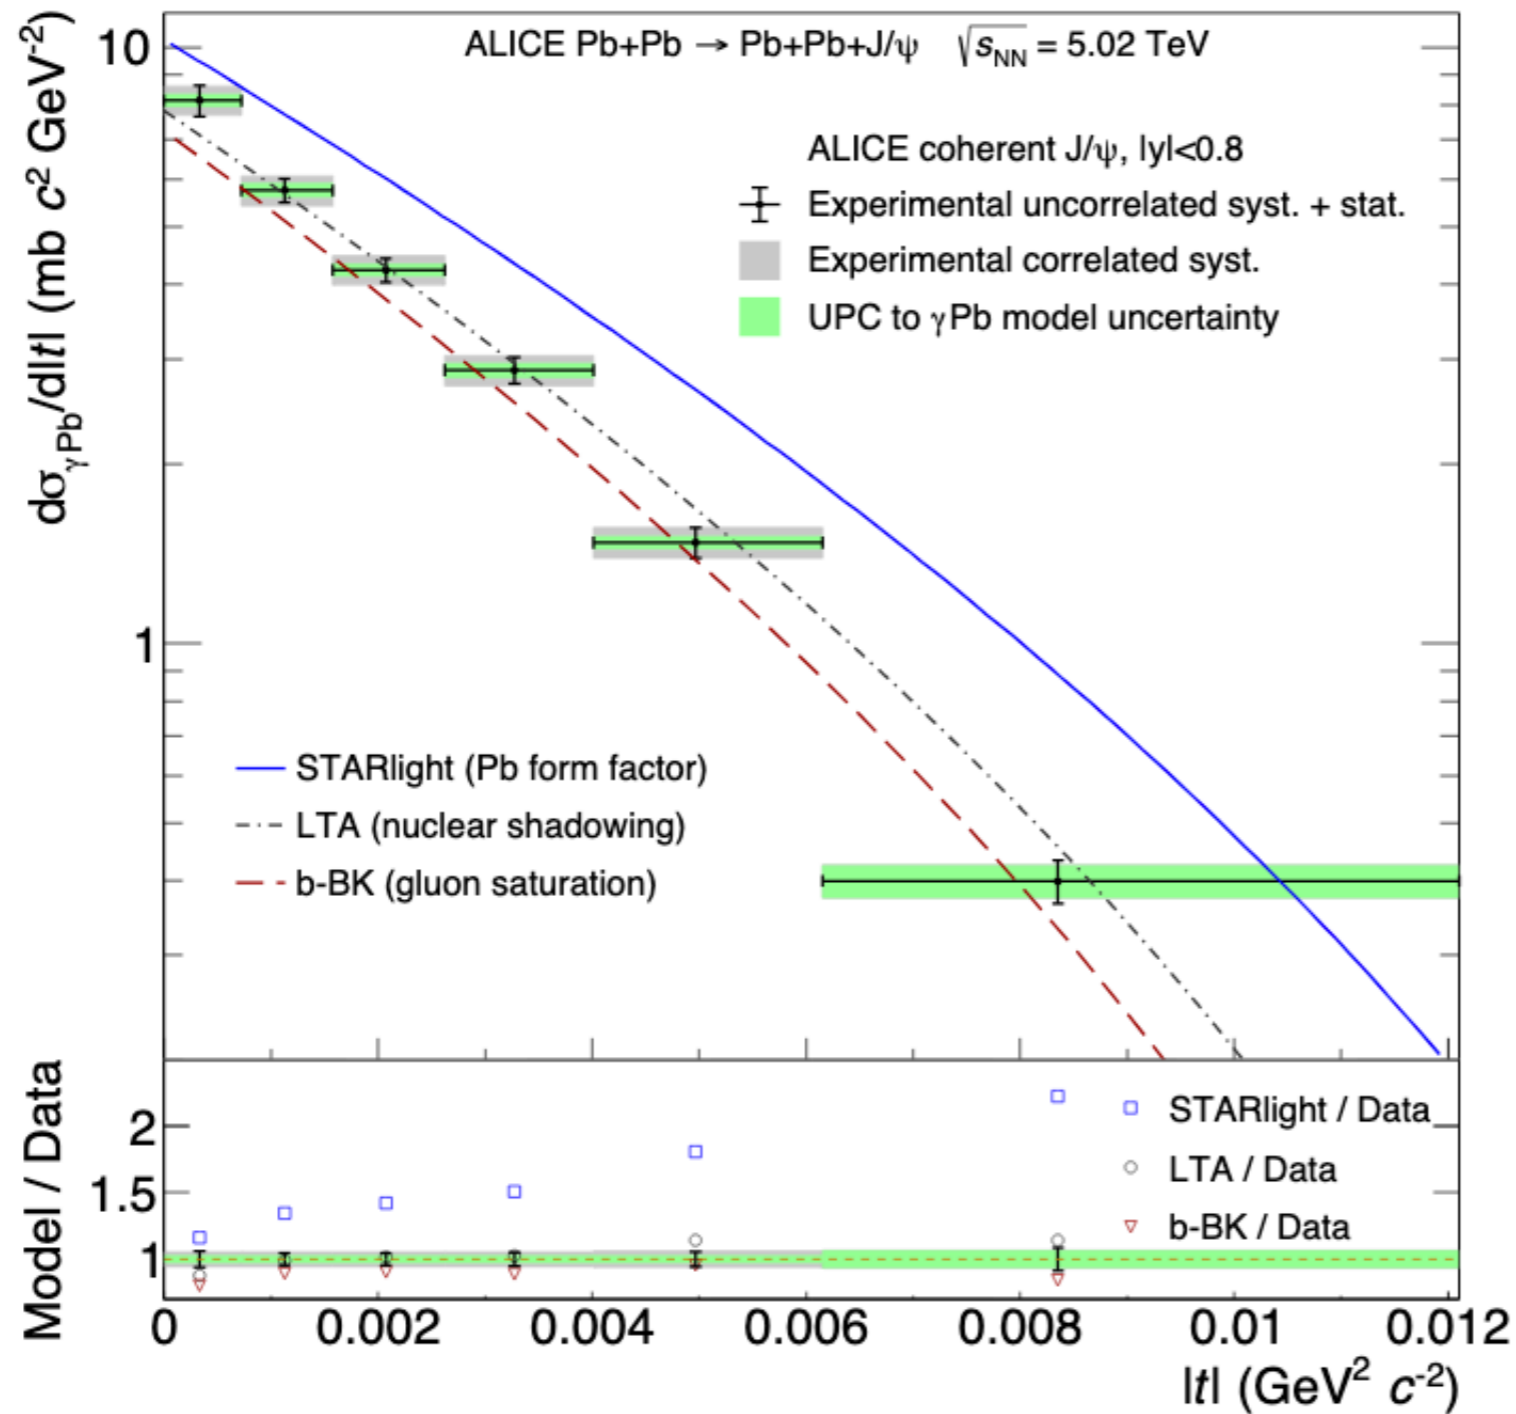 ALICE Pb+Pb → Pb+Pb+J/ψ √sNN = 5.02 TeV
dσγPb/d|t| (mb c² GeV⁻²)
10
1
ALICE coherent J/ψ, |y|<0.8
Experimental uncorrelated syst. + stat.
Experimental correlated syst.
UPC to γPb model uncertainty
STARlight (Pb form factor)
LTA (nuclear shadowing)
b-BK (gluon saturation)
Model / Data
2
1.5
1
STARlight / Data
LTA / Data
b-BK / Data
0 0.002 0.004 0.006 0.008 0.01 0.012
|t| (GeV² c⁻²)